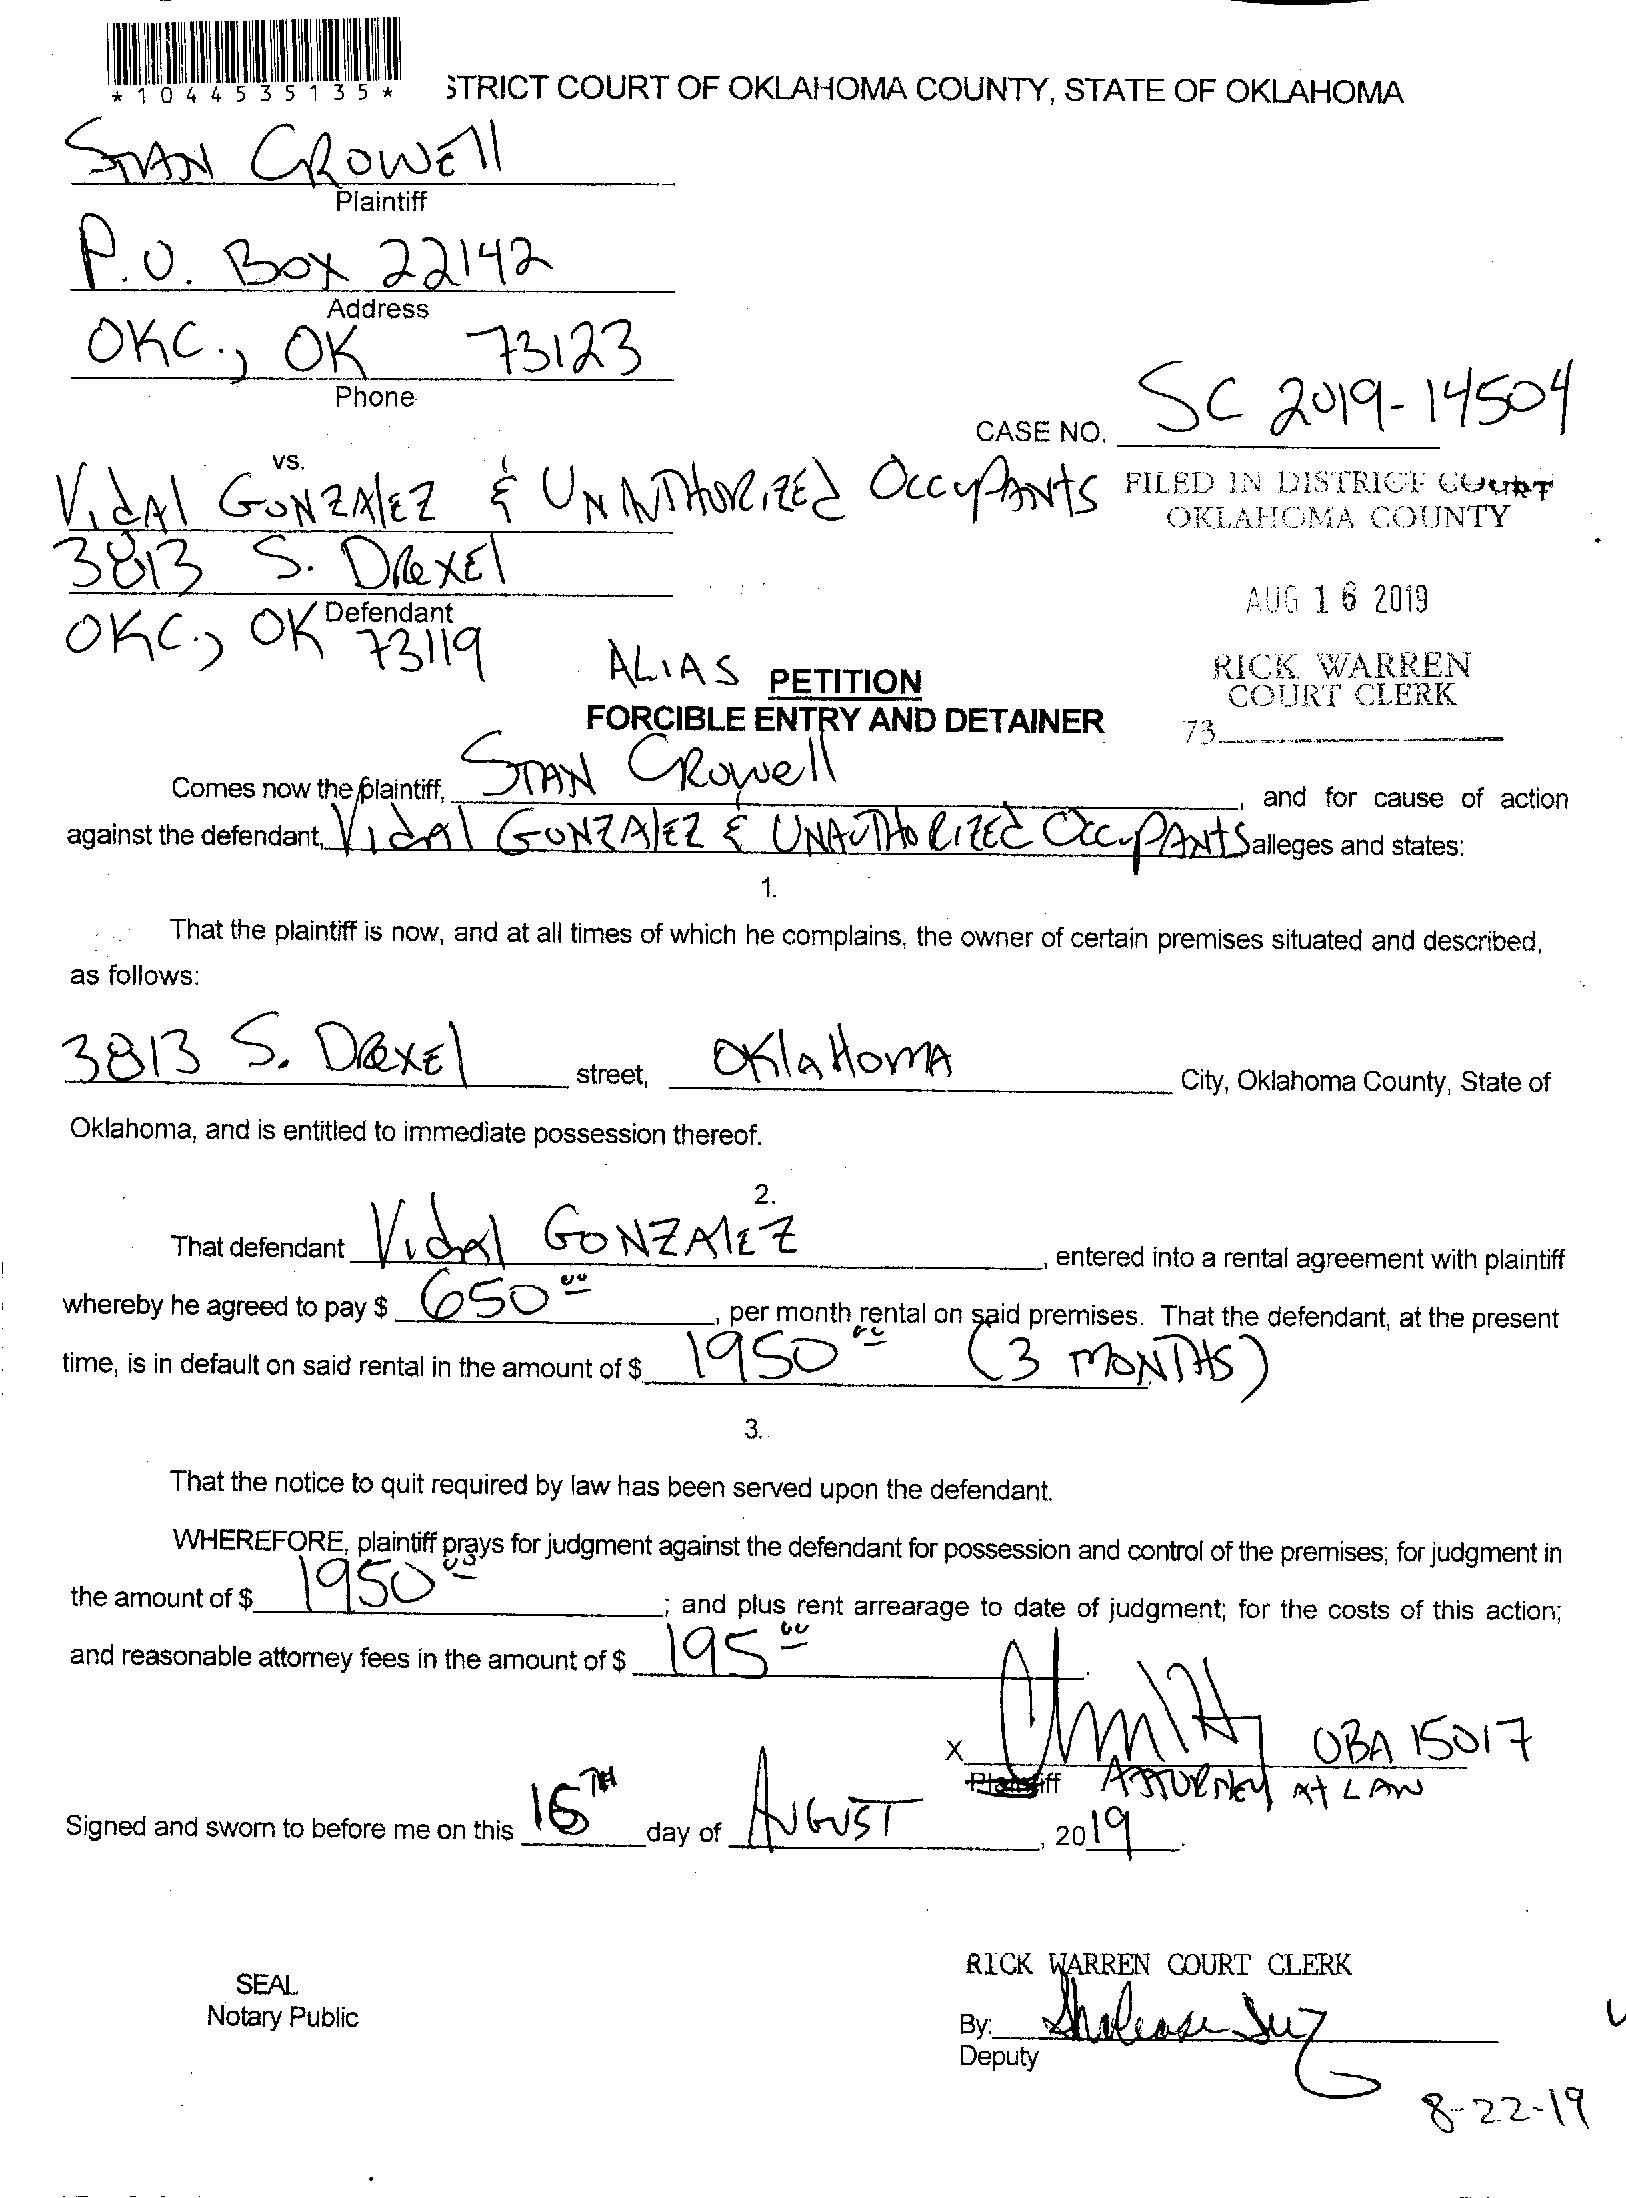 *1044535135*
STRICT COURT OF OKLAHOMA COUNTY, STATE OF OKLAHOMA
STAN CROWEll
Plaintiff
P.O. Box 22142
Address
OKC., OK 73123
Phone
CASE NO. SC 2019-14504
vs.
VidAl GONZAlEZ & UNAUTHORIZEd OccupANts
FILED IN DISTRICT COURT
OKLAHOMA COUNTY
3813 S. DREXEl
Defendant
OKC., OK 73119
AUG 16 2019
RICK WARREN
COURT CLERK
73
ALIAS PETITION
FORCIBLE ENTRY AND DETAINER
Comes now the plaintiff, STAN CROwell, and for cause of action
against the defendant, VidAl GONZAlEZ & UNAUTHORIZEd OccupANtS alleges and states:
1.
That the plaintiff is now, and at all times of which he complains, the owner of certain premises situated and described,
as follows:
3813 S. DREXEl street, OKlaHomA City, Oklahoma County, State of
Oklahoma, and is entitled to immediate possession thereof.
2.
That defendant VidAl GONZAlEZ, entered into a rental agreement with plaintiff
whereby he agreed to pay $ 650 00, per month rental on said premises. That the defendant, at the present
time, is in default on said rental in the amount of $ 1950 00 (3 MONTHS)
3.
That the notice to quit required by law has been served upon the defendant.
WHEREFORE, plaintiff prays for judgment against the defendant for possession and control of the premises; for judgment in
the amount of $ 1950 00; and plus rent arrearage to date of judgment; for the costs of this action;
and reasonable attorney fees in the amount of $ 195 00.
X OBA 15017
Plaintiff ATTORNEY At LAW
Signed and sworn to before me on this 16TH day of AUGUST, 2019.
SEAL
Notary Public
RICK WARREN COURT CLERK
By:
Deputy
8-22-19